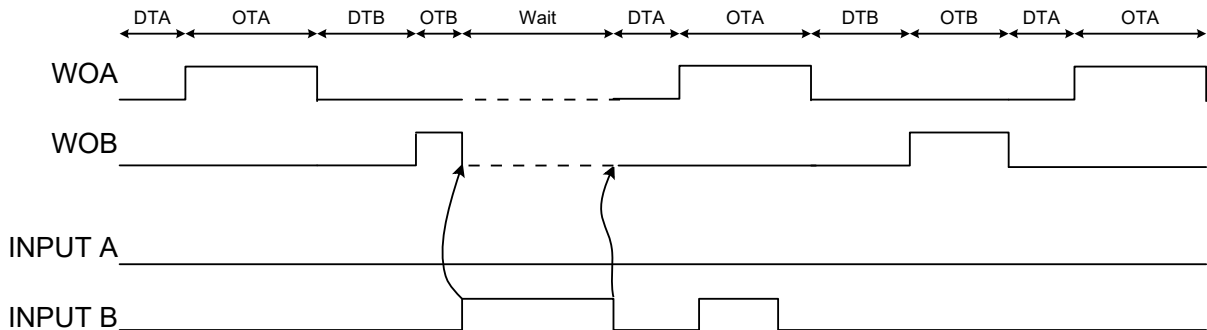 DTA OTA DTB OTB Wait DTA OTA DTB OTB DTA OTA
WOA
WOB
INPUT A
INPUT B